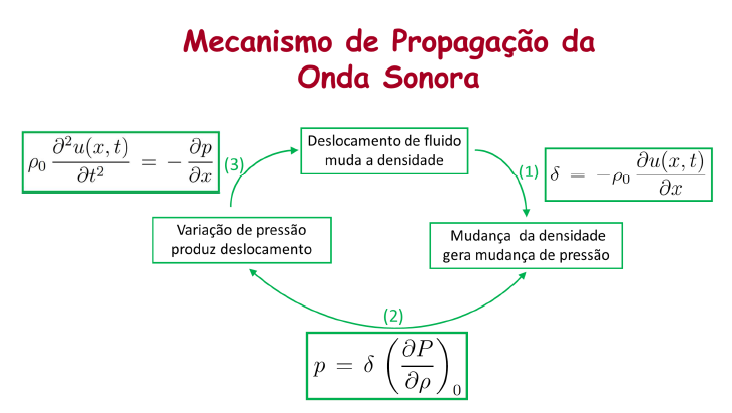 Mecanismo de Propagação da
Onda Sonora
Deslocamento de fluido
muda a densidade
ρ₀ ∂²u(x,t)/∂t² = − ∂p/∂x
(3)
(1)
δ = −ρ₀ ∂u(x,t)/∂x
Variação de pressão
produz deslocamento
Mudança da densidade
gera mudança de pressão
(2)
p = δ (∂P/∂ρ)₀